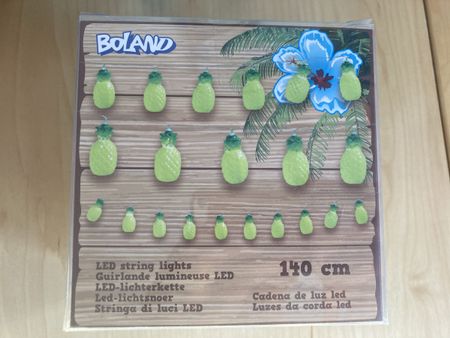 BOLAND
LED string lights
Guirlande lumineuse LED
LED-lichterkette
Led-lichtsnoer
Stringa di luci LED
140 cm
Cadena de luz led
Luzes da corda led